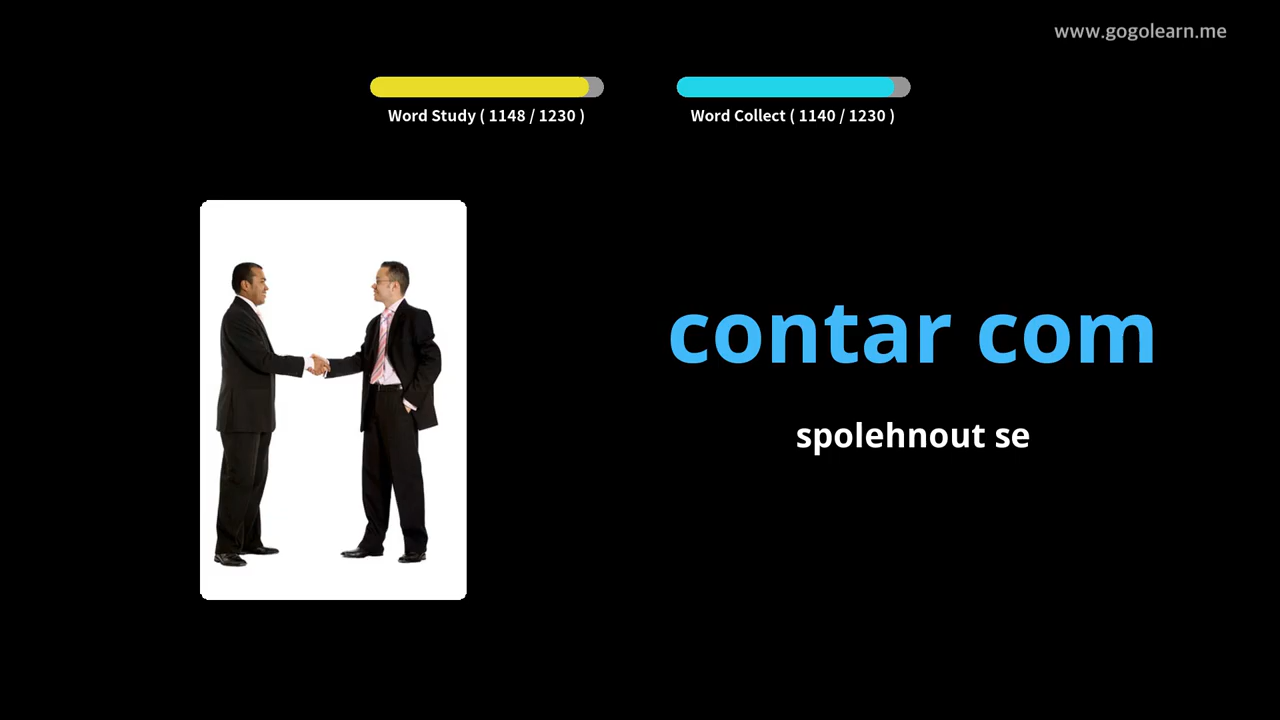 www.gogolearn.me
Word Study ( 1148 / 1230 )
Word Collect ( 1140 / 1230 )
contar com
spolehnout se